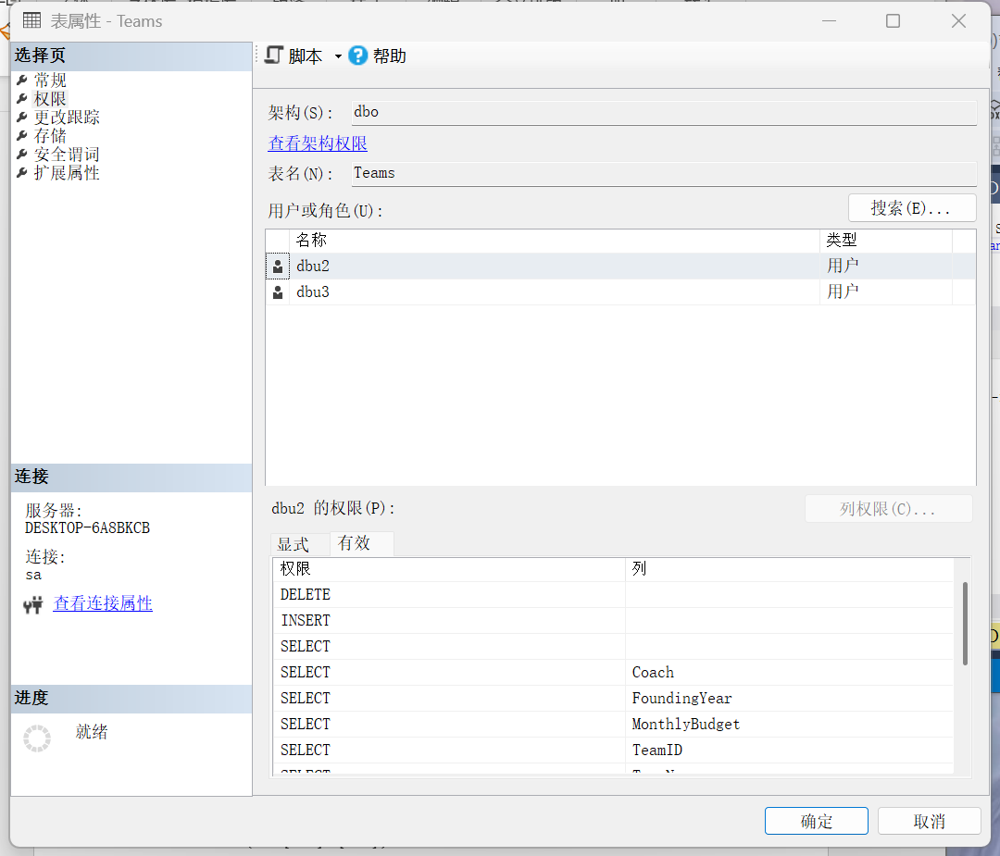 表属性 - Teams
选择页
常规
权限
更改跟踪
存储
安全谓词
扩展属性
脚本 帮助
架构(S): dbo
查看架构权限
表名(N): Teams
用户或角色(U): 搜索(E)...
名称 类型
dbu2 用户
dbu3 用户
连接
服务器:
DESKTOP-6A8BKCB
连接:
sa
查看连接属性
进度
就绪
dbu2 的权限(P): 列权限(C)...
显式 有效
权限 列
DELETE
INSERT
SELECT
SELECT Coach
SELECT FoundingYear
SELECT MonthlyBudget
SELECT TeamID
SELECT
确定 取消